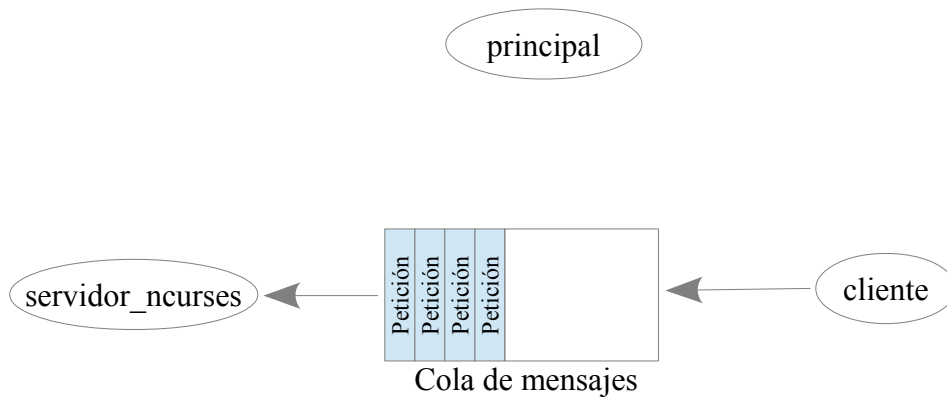 principal
servidor_ncurses
Petición
Petición
Petición
Petición
cliente
Cola de mensajes